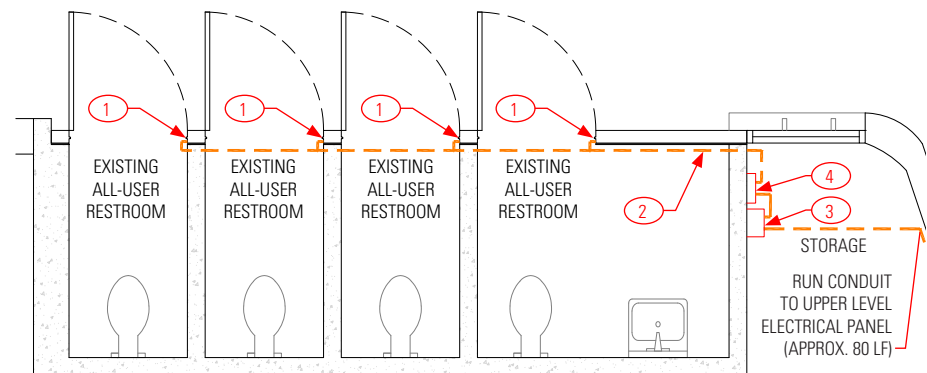 1
1
1
1
EXISTING
ALL-USER
RESTROOM
EXISTING
ALL-USER
RESTROOM
EXISTING
ALL-USER
RESTROOM
EXISTING
ALL-USER
RESTROOM
2
4
3
STORAGE
RUN CONDUIT
TO UPPER LEVEL
ELECTRICAL PANEL
(APPROX. 80 LF)